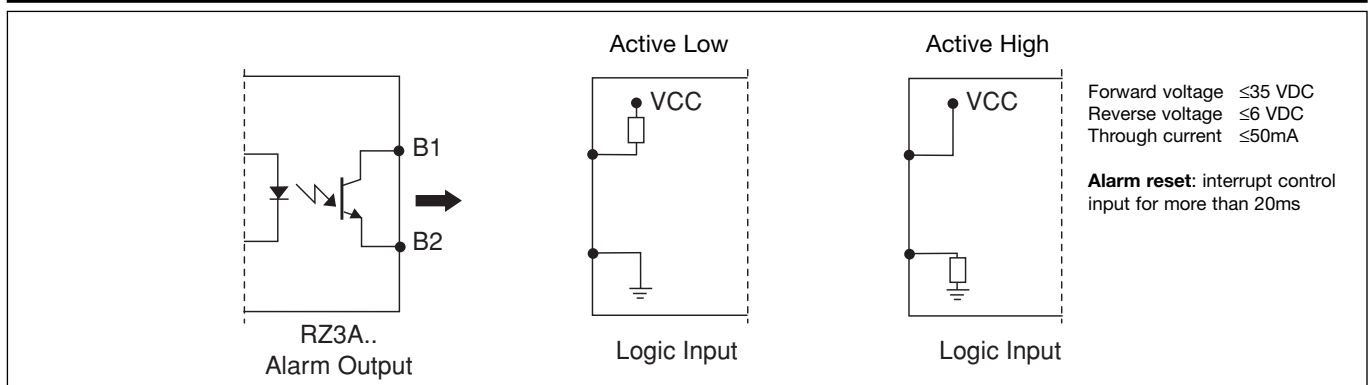 Active Low
Active High
VCC
VCC
B1
B2
Forward voltage ≤35 VDC
Reverse voltage ≤6 VDC
Through current ≤50mA
Alarm reset: interrupt control
input for more than 20ms
RZ3A..
Alarm Output
Logic Input
Logic Input